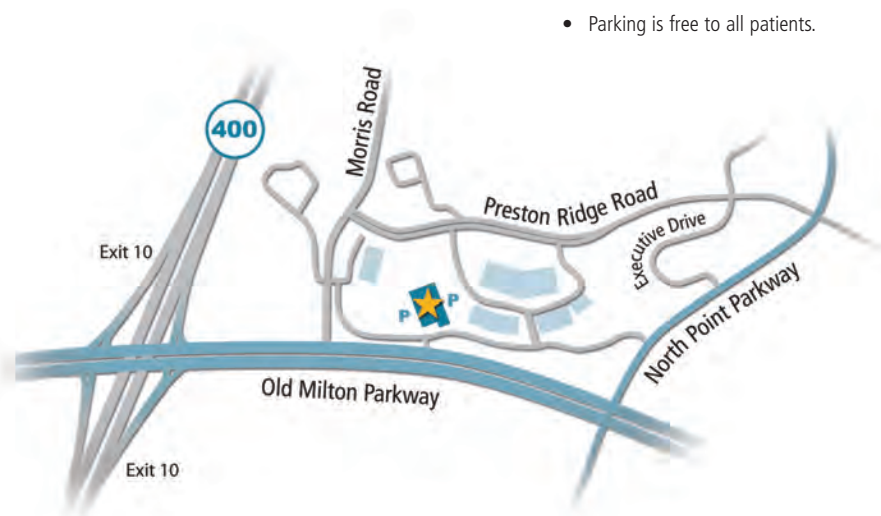 • Parking is free to all patients.
400
Morris Road
Preston Ridge Road
Executive Drive
Exit 10
P
P
North Point Parkway
Old Milton Parkway
Exit 10